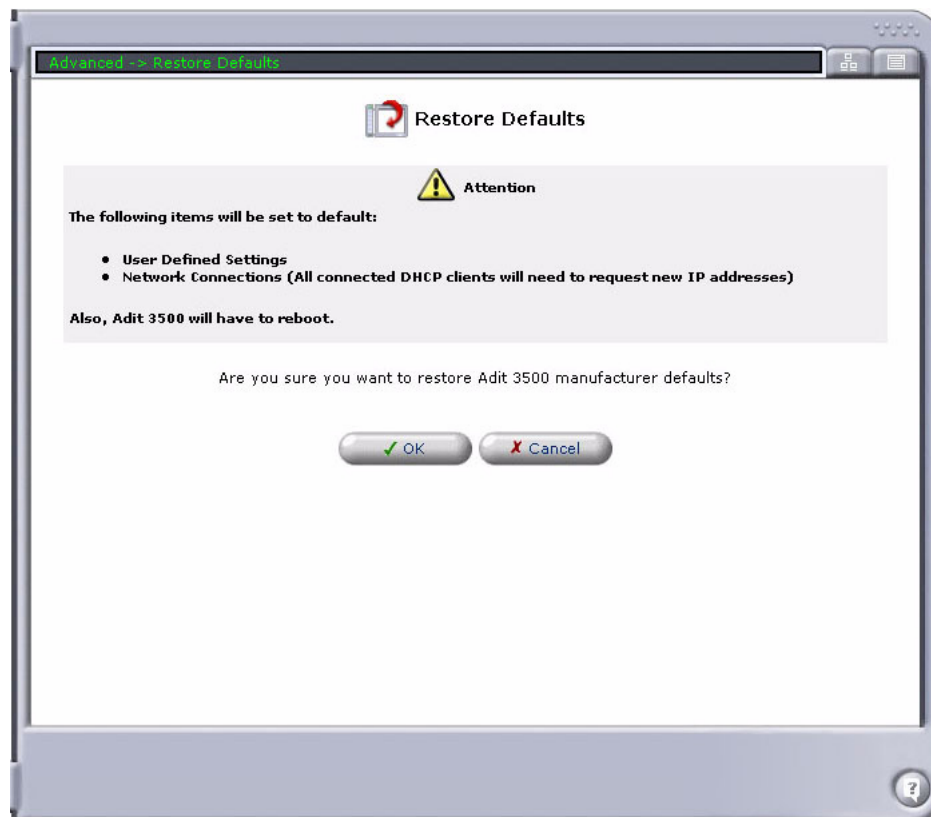 Advanced -> Restore Defaults
Restore Defaults
Attention
The following items will be set to default:
• User Defined Settings
• Network Connections (All connected DHCP clients will need to request new IP addresses)
Also, Adit 3500 will have to reboot.
Are you sure you want to restore Adit 3500 manufacturer defaults?
✓ OK ✗ Cancel
?